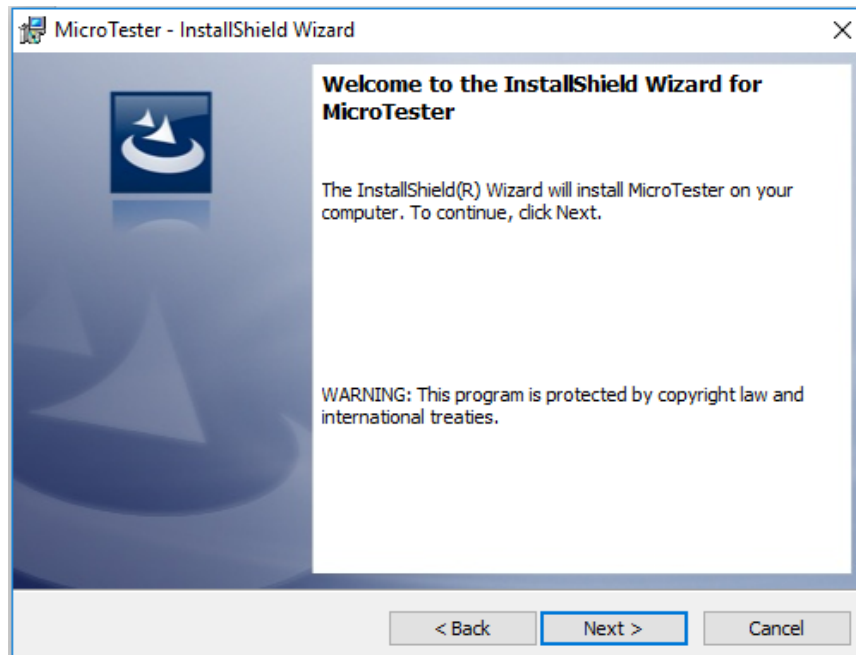 MicroTester - InstallShield Wizard
Welcome to the InstallShield Wizard for
MicroTester
The InstallShield(R) Wizard will install MicroTester on your
computer. To continue, click Next.
WARNING: This program is protected by copyright law and
international treaties.
< Back
Next >
Cancel